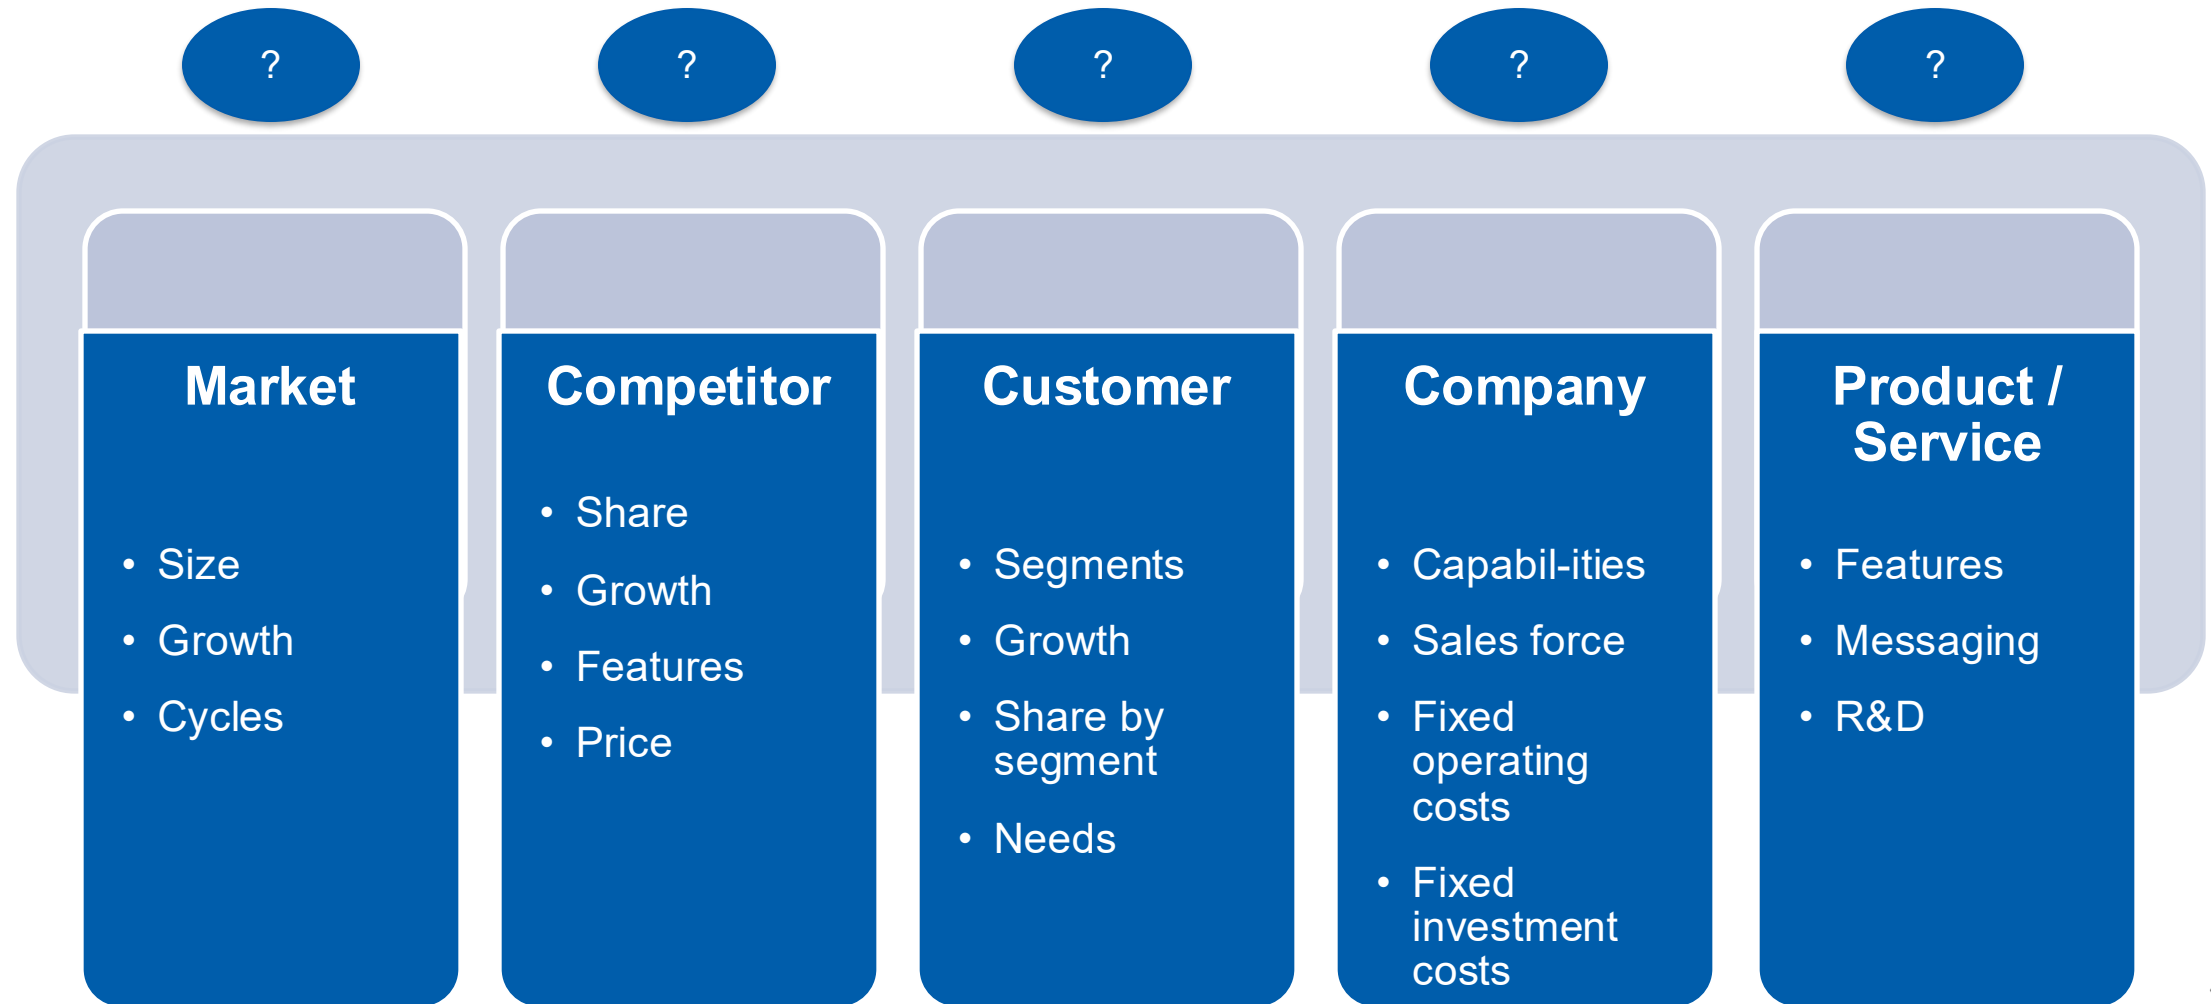 ?
?
?
?
?
Market
• Size
• Growth
• Cycles
Competitor
• Share
• Growth
• Features
• Price
Customer
• Segments
• Growth
• Share by
segment
• Needs
Company
• Capabil-ities
• Sales force
• Fixed
operating
costs
• Fixed
investment
costs
Product /
Service
• Features
• Messaging
• R&D